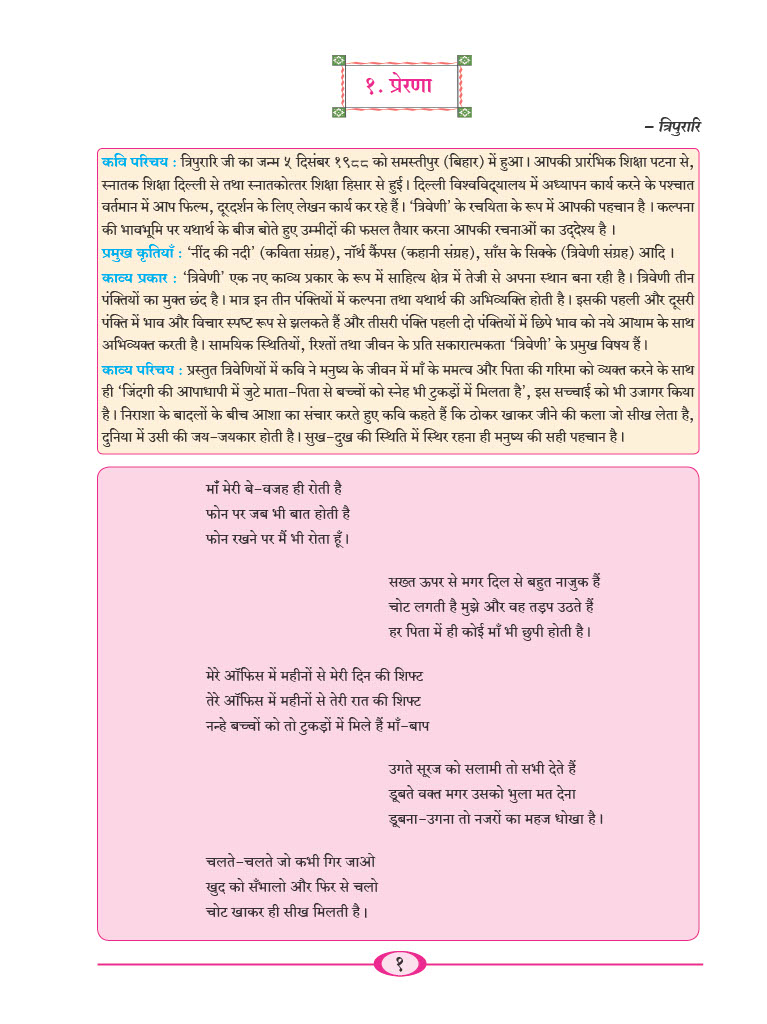 १. प्रेरणा
– त्रिपुरारि
कवि परिचय : त्रिपुरारि जी का जन्म ५ दिसंबर १९८८ को समस्तीपुर (बिहार) में हुआ। आपकी प्रारंभिक शिक्षा पटना से,
स्नातक शिक्षा दिल्ली से तथा स्नातकोत्तर शिक्षा हिसार से हुई। दिल्ली विश्वविद्यालय में अध्यापन कार्य करने के पश्चात
वर्तमान में आप फिल्म, दूरदर्शन के लिए लेखन कार्य कर रहे हैं। ‘त्रिवेणी’ के रचयिता के रूप में आपकी पहचान है। कल्पना
की भावभूमि पर यथार्थ के बीज बोते हुए उम्मीदों की फसल तैयार करना आपकी रचनाओं का उद्देश्य है।
प्रमुख कृतियाँ : ‘नींद की नदी’ (कविता संग्रह), नॉर्थ कैंपस (कहानी संग्रह), साँस के सिक्के (त्रिवेणी संग्रह) आदि।
काव्य प्रकार : ‘त्रिवेणी’ एक नए काव्य प्रकार के रूप में साहित्य क्षेत्र में तेजी से अपना स्थान बना रही है। त्रिवेणी तीन
पंक्तियों का मुक्त छंद है। मात्र इन तीन पंक्तियों में कल्पना तथा यथार्थ की अभिव्यक्ति होती है। इसकी पहली और दूसरी
पंक्ति में भाव और विचार स्पष्ट रूप से झलकते हैं और तीसरी पंक्ति पहली दो पंक्तियों में छिपे भाव को नये आयाम के साथ
अभिव्यक्त करती है। सामयिक स्थितियों, रिश्तों तथा जीवन के प्रति सकारात्मकता ‘त्रिवेणी’ के प्रमुख विषय हैं।
काव्य परिचय : प्रस्तुत त्रिवेणियों में कवि ने मनुष्य के जीवन में माँ के ममत्व और पिता की गरिमा को व्यक्त करने के साथ
ही ‘जिंदगी की आपाधापी में जुटे माता-पिता से बच्चों को स्नेह भी टुकड़ों में मिलता है’, इस सच्चाई को भी उजागर किया
है। निराशा के बादलों के बीच आशा का संचार करते हुए कवि कहते हैं कि ठोकर खाकर जीने की कला जो सीख लेता है,
दुनिया में उसी की जय-जयकार होती है। सुख-दुख की स्थिति में स्थिर रहना ही मनुष्य की सही पहचान है।
माँ मेरी बे-वजह ही रोती है
फोन पर जब भी बात होती है
फोन रखने पर मैं भी रोता हूँ।
सख्त ऊपर से मगर दिल से बहुत नाजुक हैं
चोट लगती है मुझे और वह तड़प उठते हैं
हर पिता में ही कोई माँ भी छुपी होती है।
मेरे ऑफिस में महीनों से मेरी दिन की शिफ्ट
तेरे ऑफिस में महीनों से तेरी रात की शिफ्ट
नन्हे बच्चों को तो टुकड़ों में मिले हैं माँ-बाप
उगते सूरज को सलामी तो सभी देते हैं
डूबते वक्त मगर उसको भुला मत देना
डूबना-उगना तो नजरों का महज धोखा है।
चलते-चलते जो कभी गिर जाओ
खुद को सँभालो और फिर से चलो
चोट खाकर ही सीख मिलती है।
१